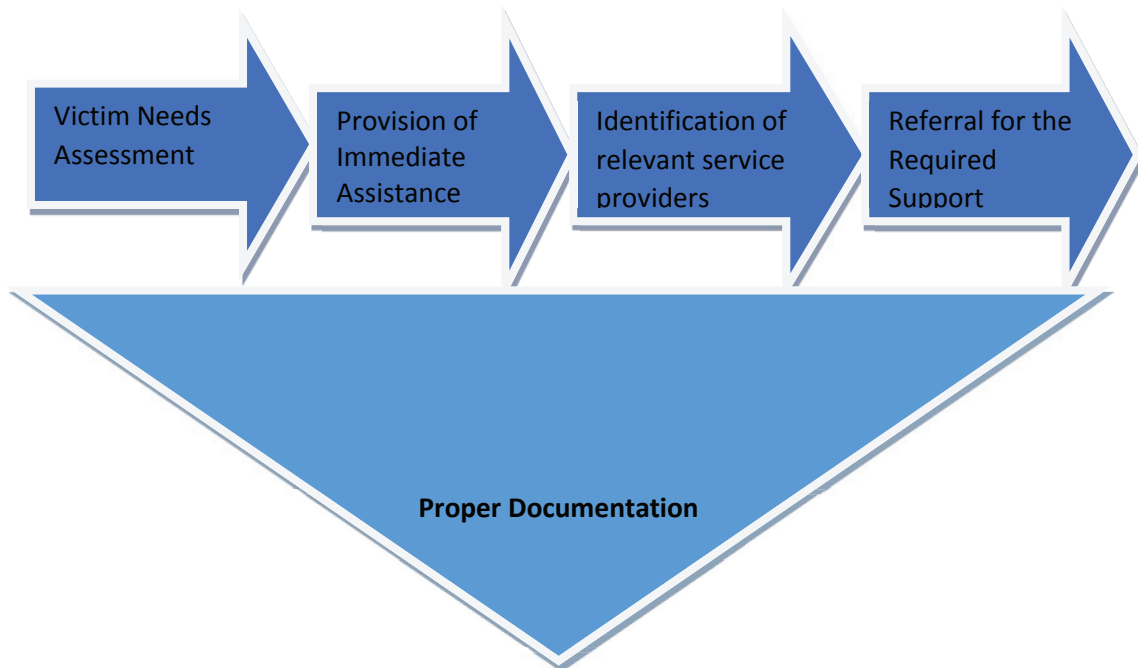 Victim Needs
Assessment
Provision of
Immediate
Assistance
Identification of
relevant service
providers
Referral for the
Required
Support
Proper Documentation